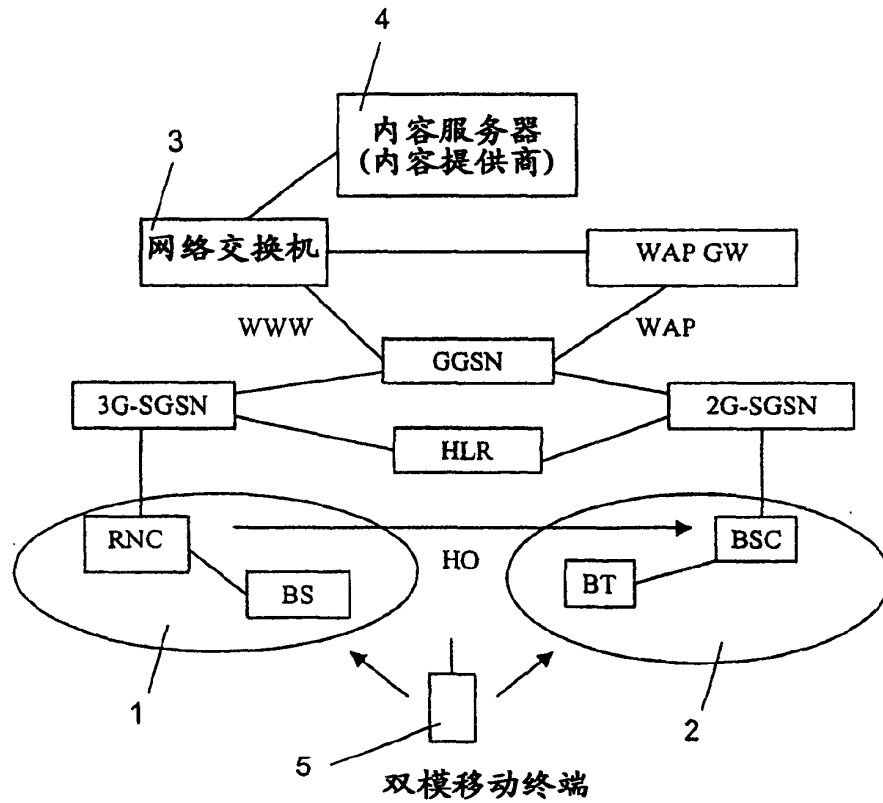 4
内容服务器
(内容提供商)
3
网络交换机
WAP GW
WWW
WAP
GGSN
3G-SGSN
2G-SGSN
HLR
RNC
BSC
HO
BS
BT
1
2
5
双模移动终端